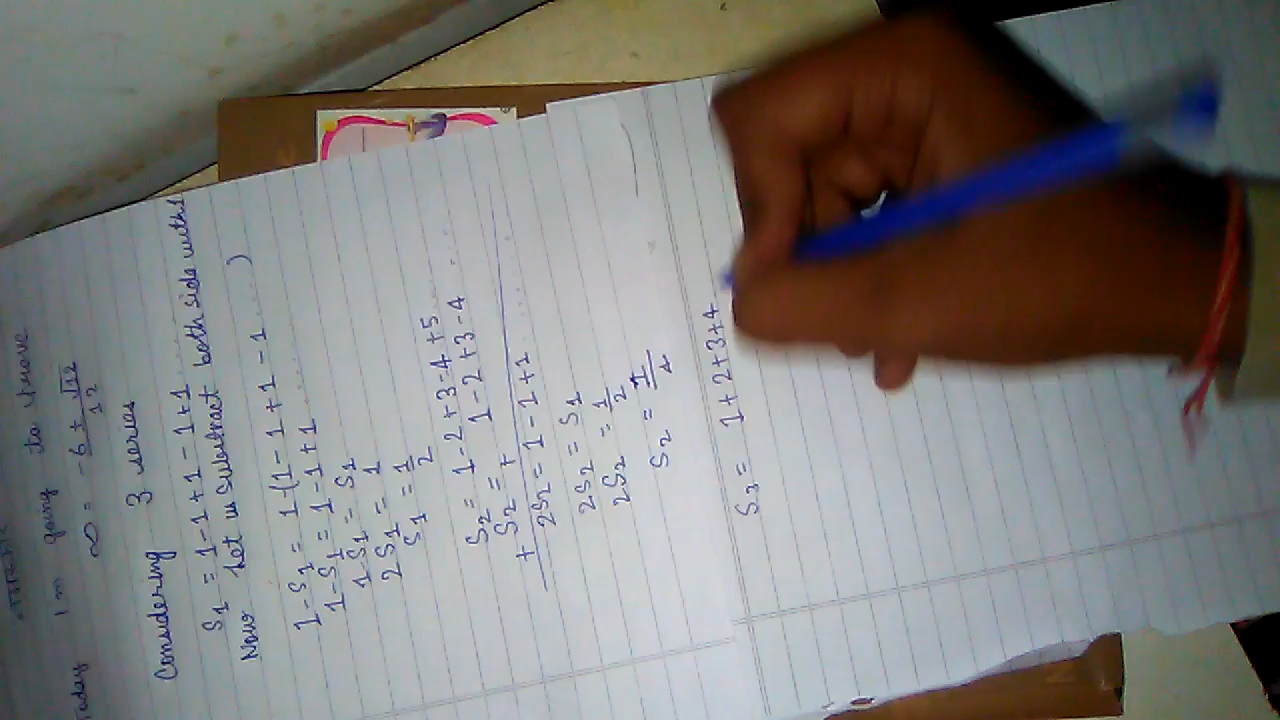 Today I'm going to prove
∞ = -6 ± √12 / 12
Considering 3 series
S1 = 1-1+1-1+1.....
Now let us subtract both side with 1
1-S1 = 1-(1-1+1-1....)
1-S1 = 1-1+1.....
1-S1 = S1
2S1 = 1
S1 = 1/2
S2 = 1-2+3-4+5.....
+ S2 = + 1-2+3-4
2S2 = 1-1+1.....
2S2 = S1
2S2 = 1/2
S2 = 1/4
S3 = 1+2+3+4